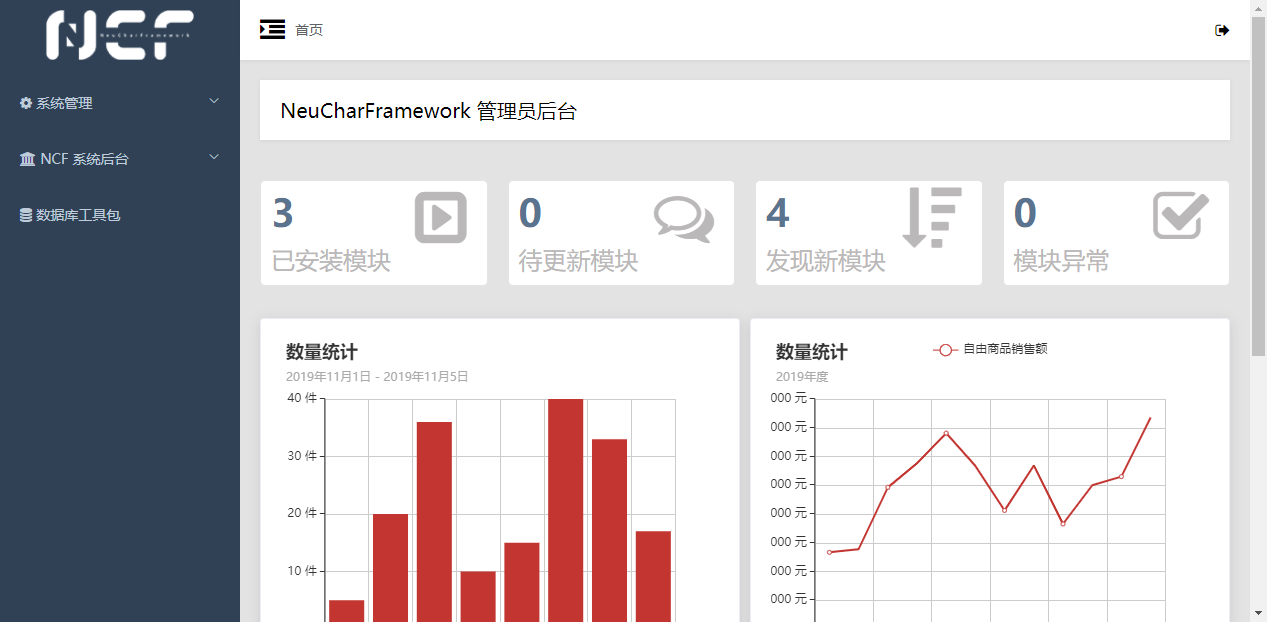 NCF
NeuCharFramework
首页
系统管理
NCF 系统后台
数据库工具包
NeuCharFramework 管理员后台
3
已安装模块
0
待更新模块
4
发现新模块
0
模块异常
数量统计
2019年11月1日 - 2019年11月5日
40 件
30 件
20 件
10 件
数量统计
自由商品销售额
2019年度
000 元
000 元
000 元
000 元
000 元
000 元
000 元
000 元